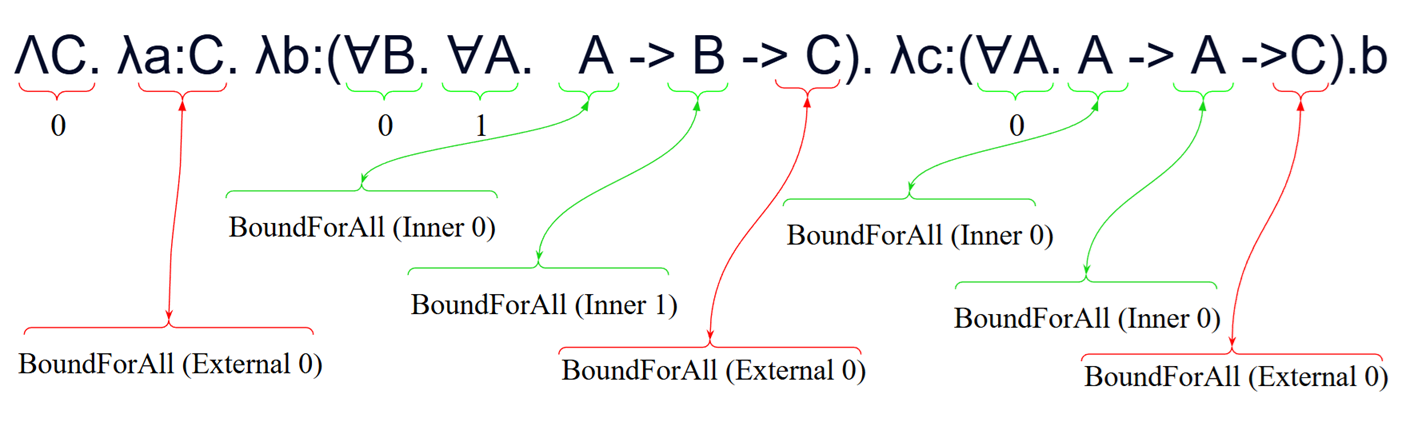 ΛC. λa:C. λb:(∀B. ∀A. A -> B -> C). λc:(∀A. A -> A ->C).b
0 0 1 0
BoundForAll (Inner 0) BoundForAll (Inner 0)
BoundForAll (Inner 1) BoundForAll (Inner 0)
BoundForAll (External 0) BoundForAll (External 0) BoundForAll (External 0)